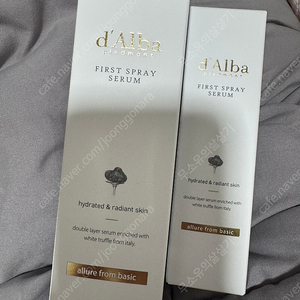 d'Alba
piedmont
FIRST SPRAY
SERUM
hydrated & radiant skin
double layer serum enriched with
white truffle from italy.
allure from basic
d'Alba
piedmont
FIRST SPRAY
SERUM
hydrated & radiant skin
double layer serum enriched with
white truffle from Italy.
allure from basic